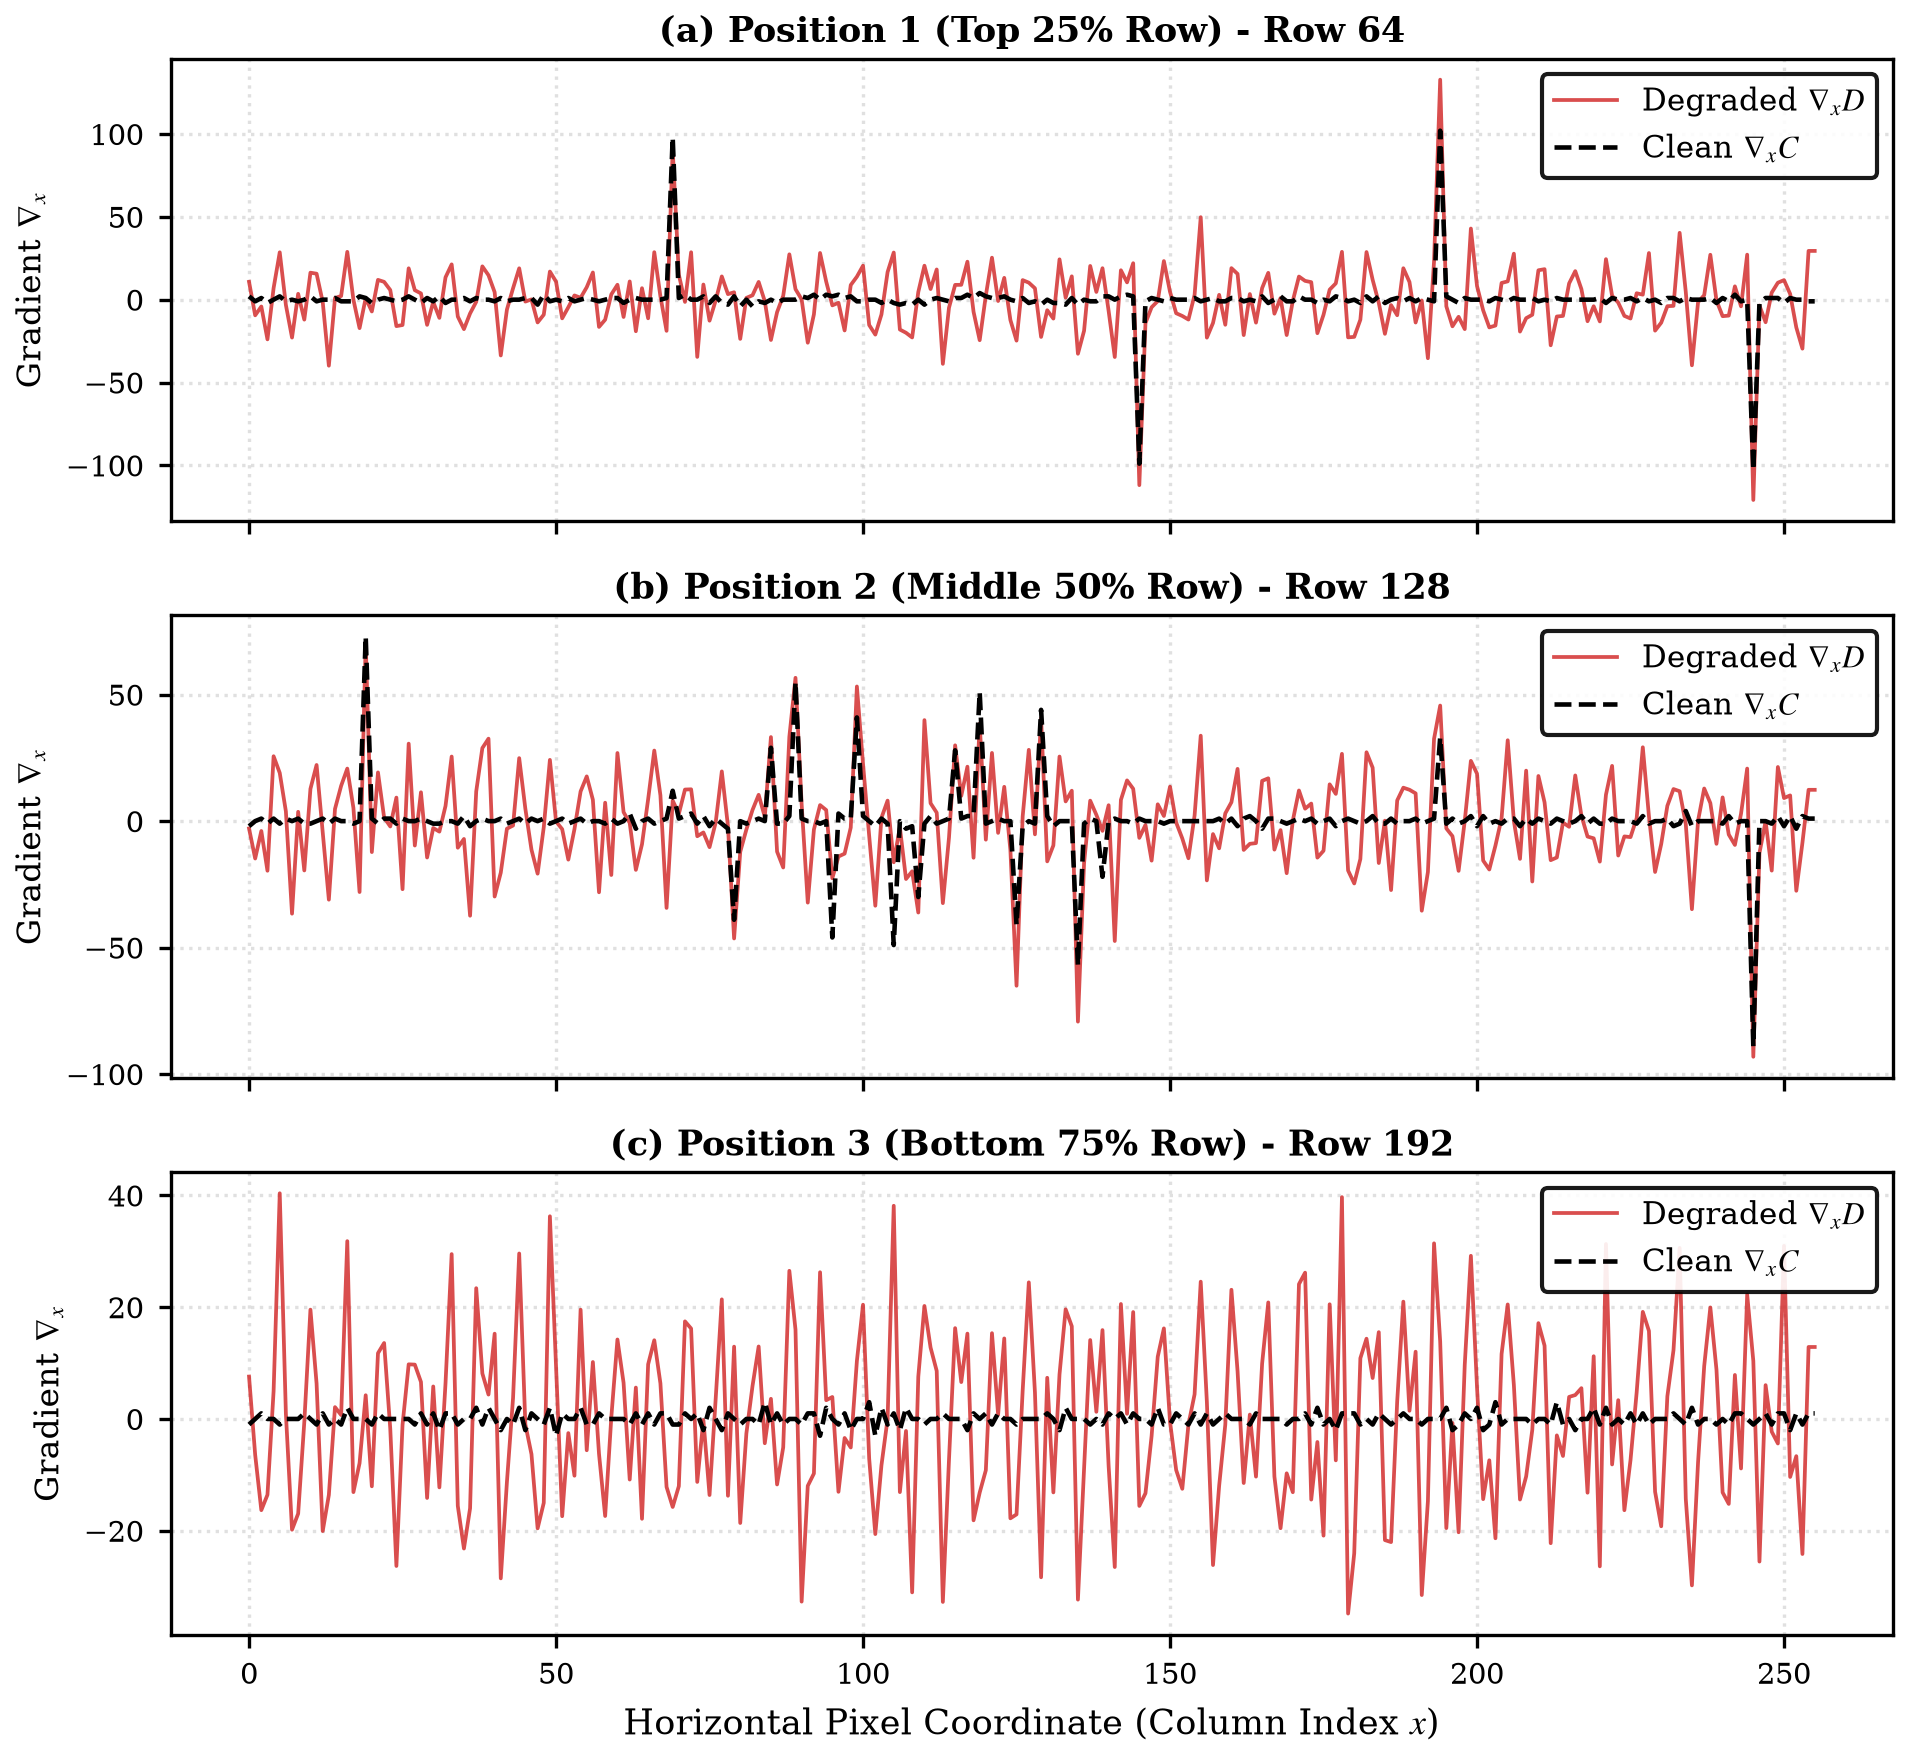 (a) Position 1 (Top 25% Row) - Row 64
Gradient ∇ₓ
100
50
0
−50
−100
Degraded ∇ₓD
Clean ∇ₓC
(b) Position 2 (Middle 50% Row) - Row 128
Gradient ∇ₓ
50
0
−50
−100
Degraded ∇ₓD
Clean ∇ₓC
(c) Position 3 (Bottom 75% Row) - Row 192
Gradient ∇ₓ
40
20
0
−20
Degraded ∇ₓD
Clean ∇ₓC
0 50 100 150 200 250
Horizontal Pixel Coordinate (Column Index x)